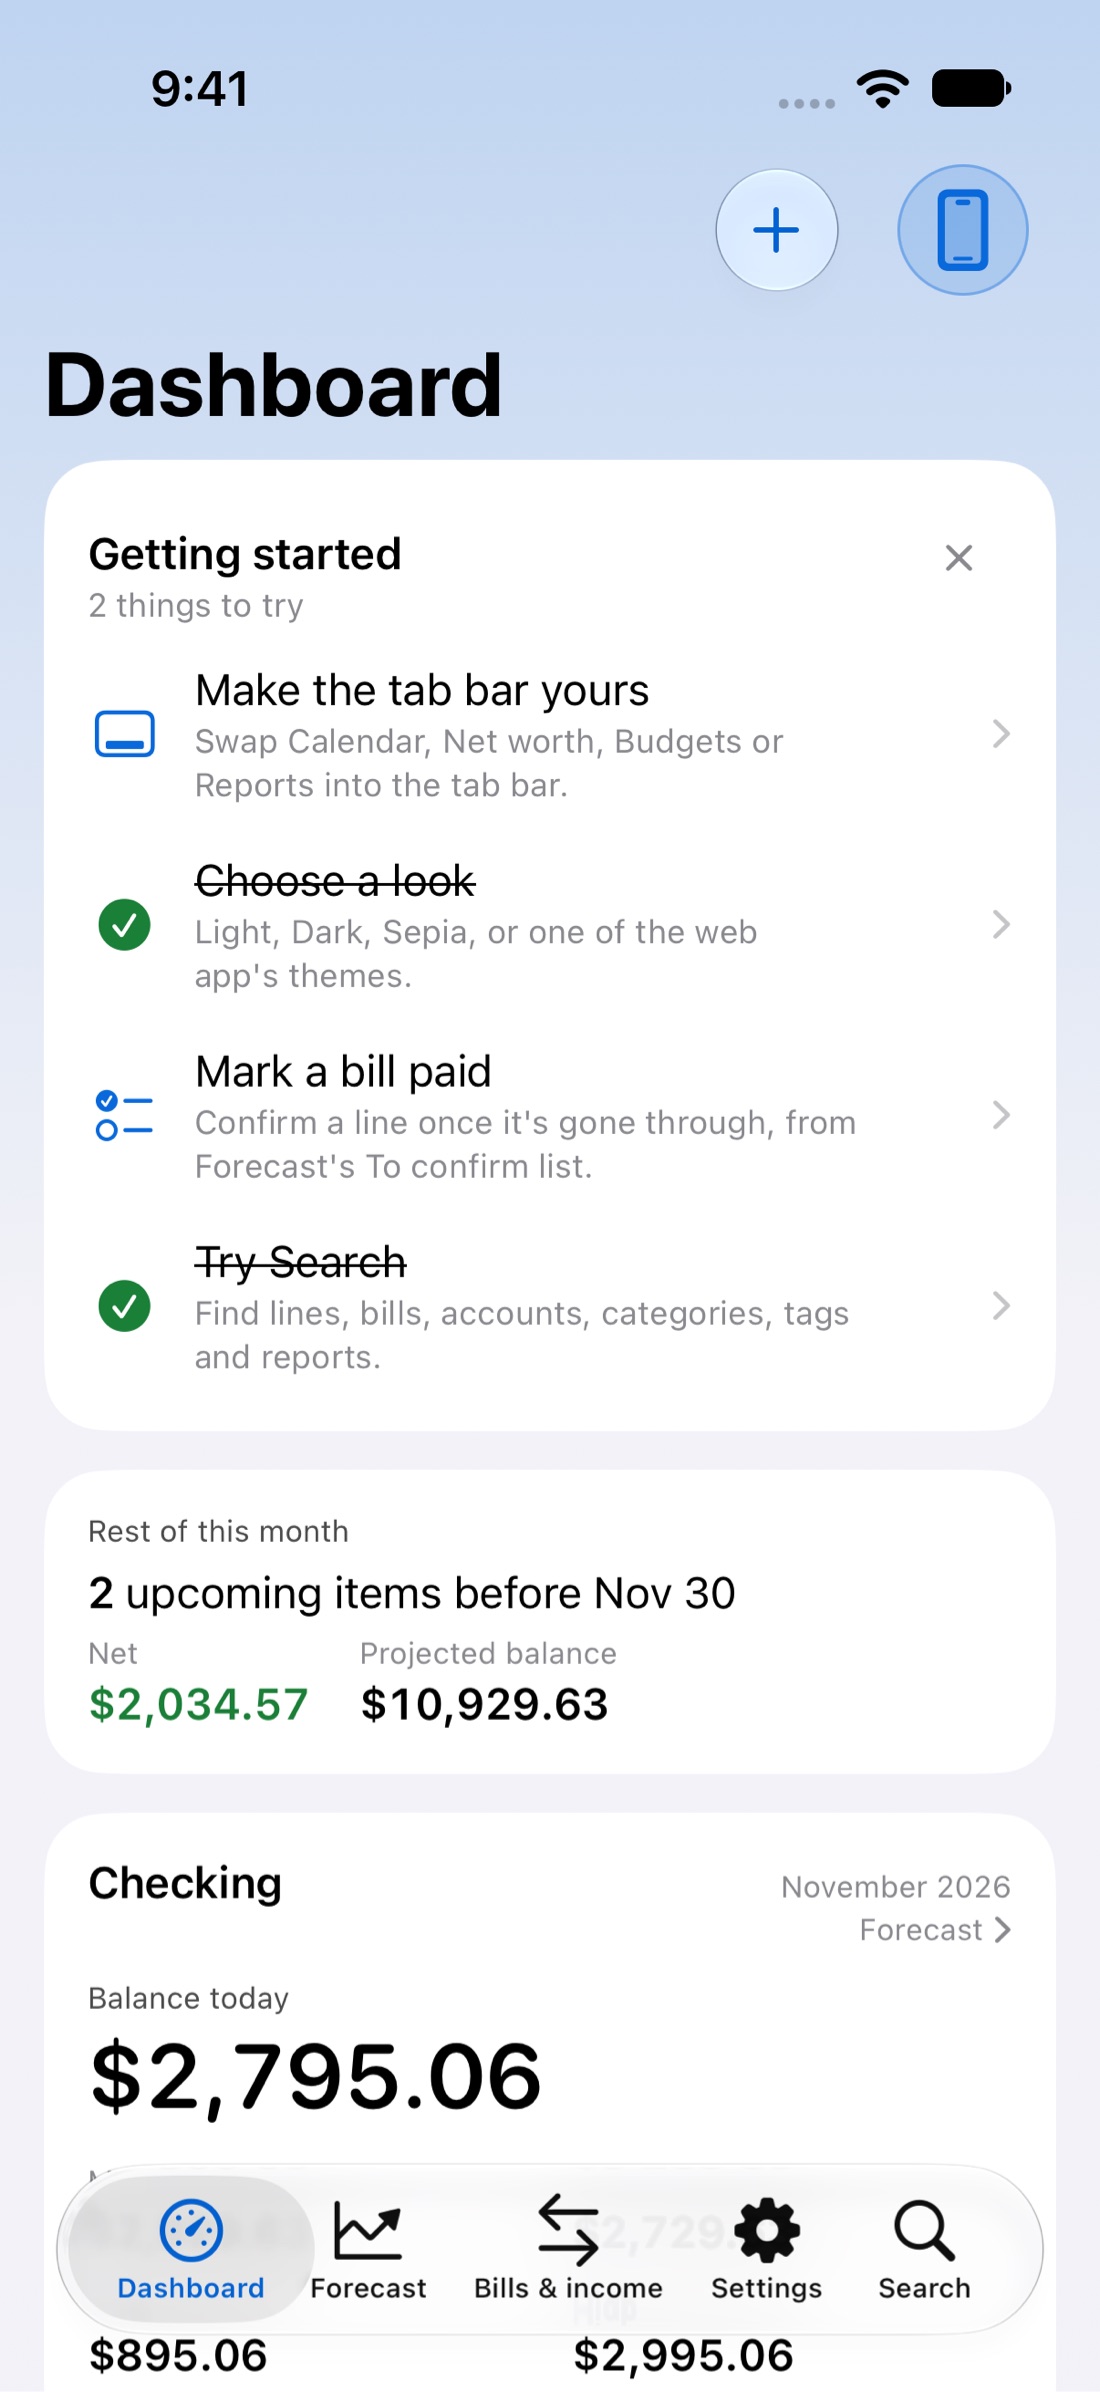 9:41
Dashboard
Getting started
2 things to try
Make the tab bar yours
Swap Calendar, Net worth, Budgets or
Reports into the tab bar.
Choose a look
Light, Dark, Sepia, or one of the web
app's themes.
Mark a bill paid
Confirm a line once it's gone through, from
Forecast's To confirm list.
Try Search
Find lines, bills, accounts, categories, tags
and reports.
Rest of this month
2 upcoming items before Nov 30
Net Projected balance
$2,034.57 $10,929.63
Checking
November 2026
Forecast
Balance today
$2,795.06
Dashboard Forecast Bills & income Settings Search
$895.06 $2,995.06